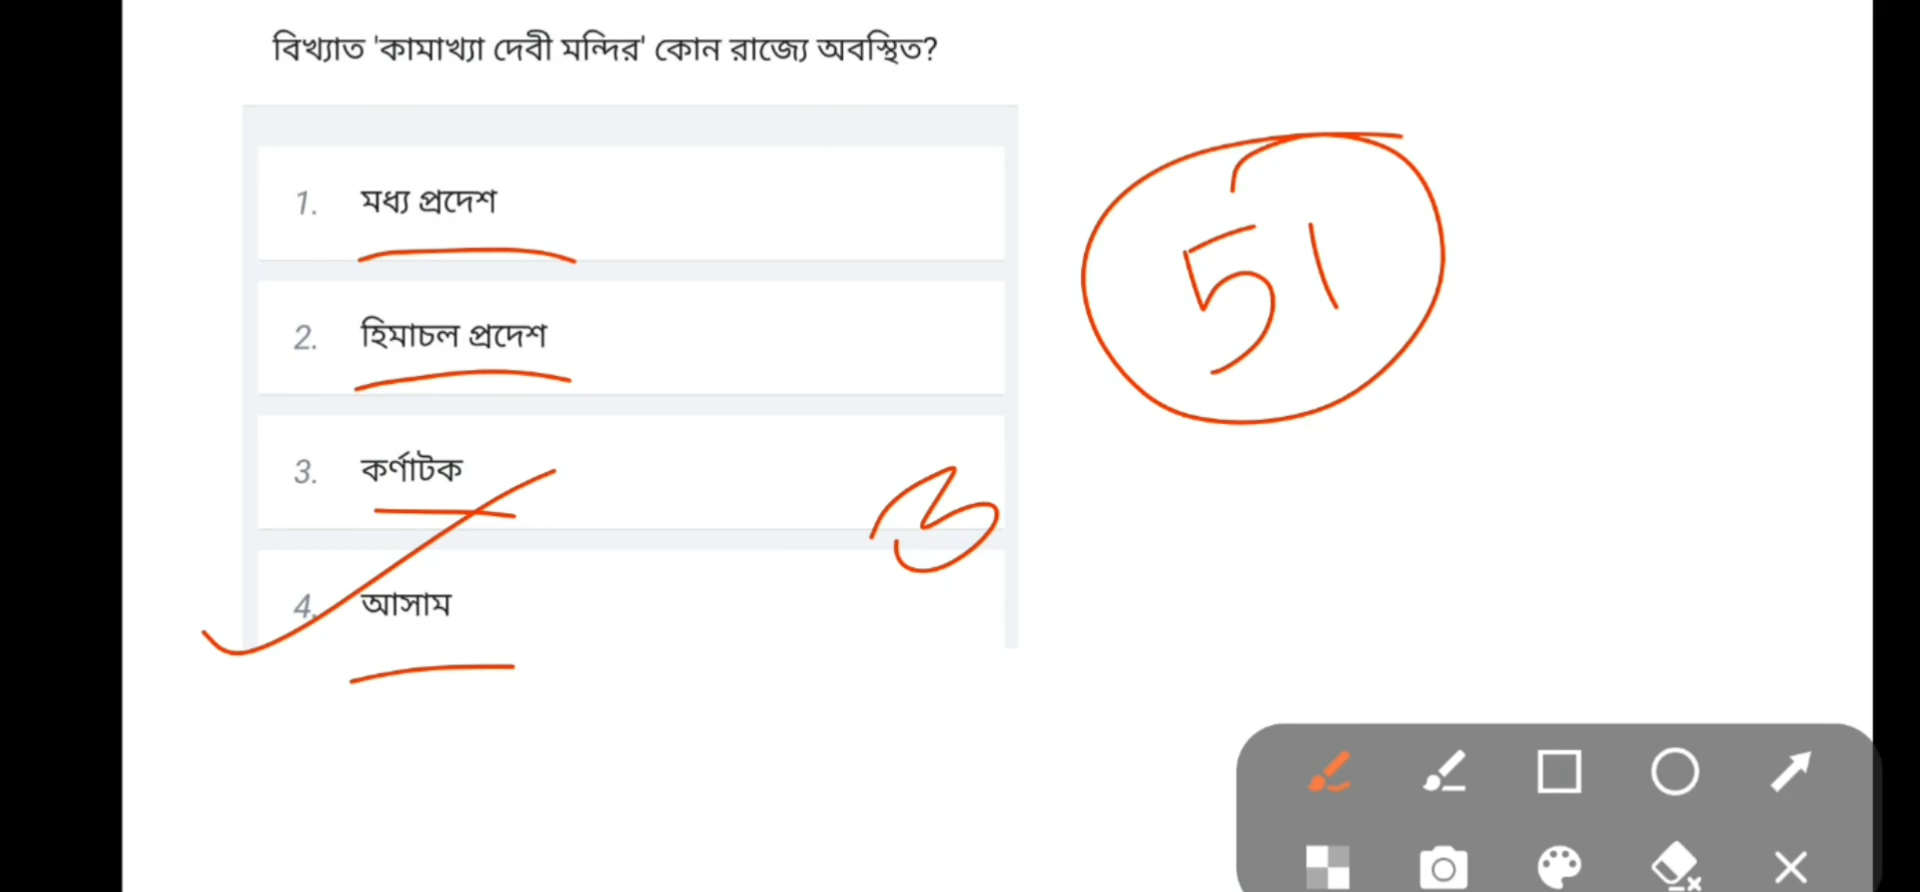 বিখ্যাত 'কামাখ্যা দেবী মন্দির' কোন রাজ্যে অবস্থিত?
1. মধ্য প্রদেশ
51
2. হিমাচল প্রদেশ
3. কর্ণাটক
4. আসাম